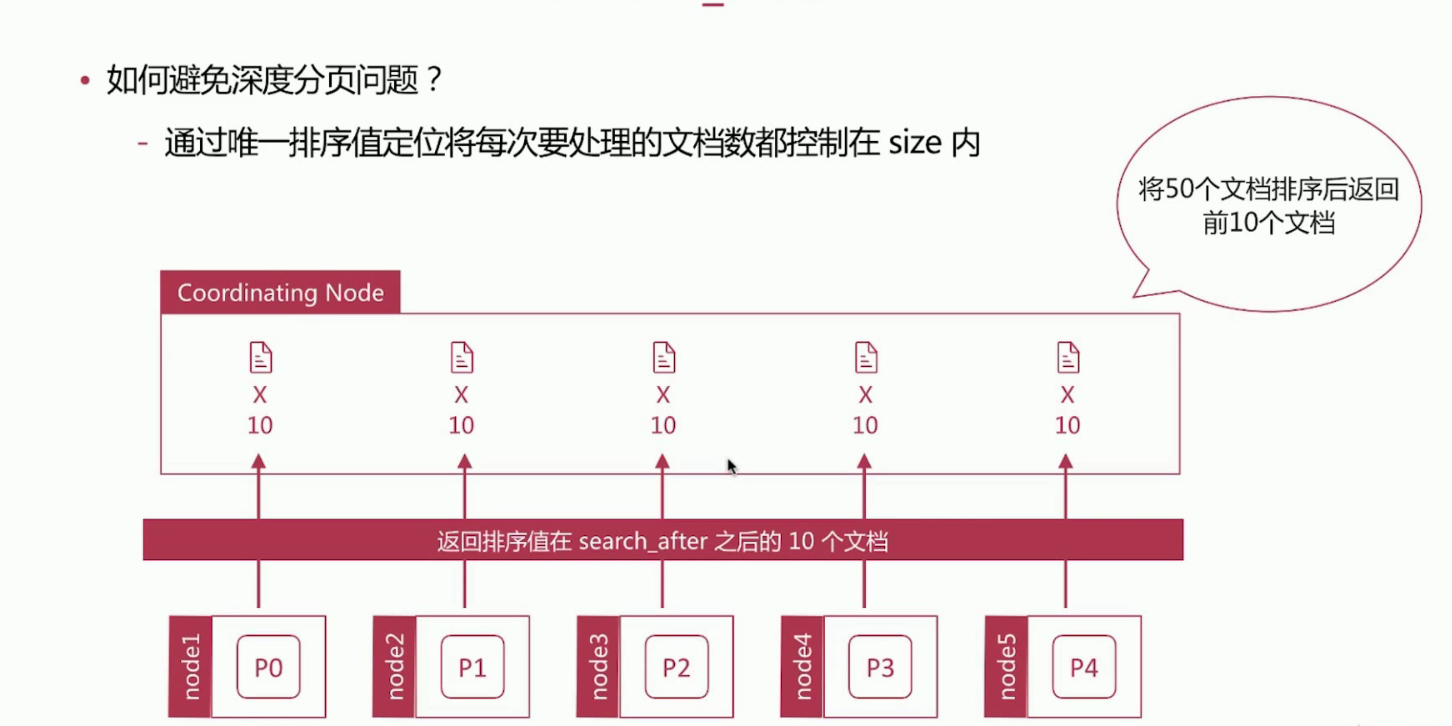 • 如何避免深度分页问题？
- 通过唯一排序值定位将每次要处理的文档数都控制在 size 内
将50个文档排序后返回
前10个文档
Coordinating Node
X X X X X
10 10 10 10 10
返回排序值在 search_after 之后的 10 个文档
node1 P0 node2 P1 node3 P2 node4 P3 node5 P4